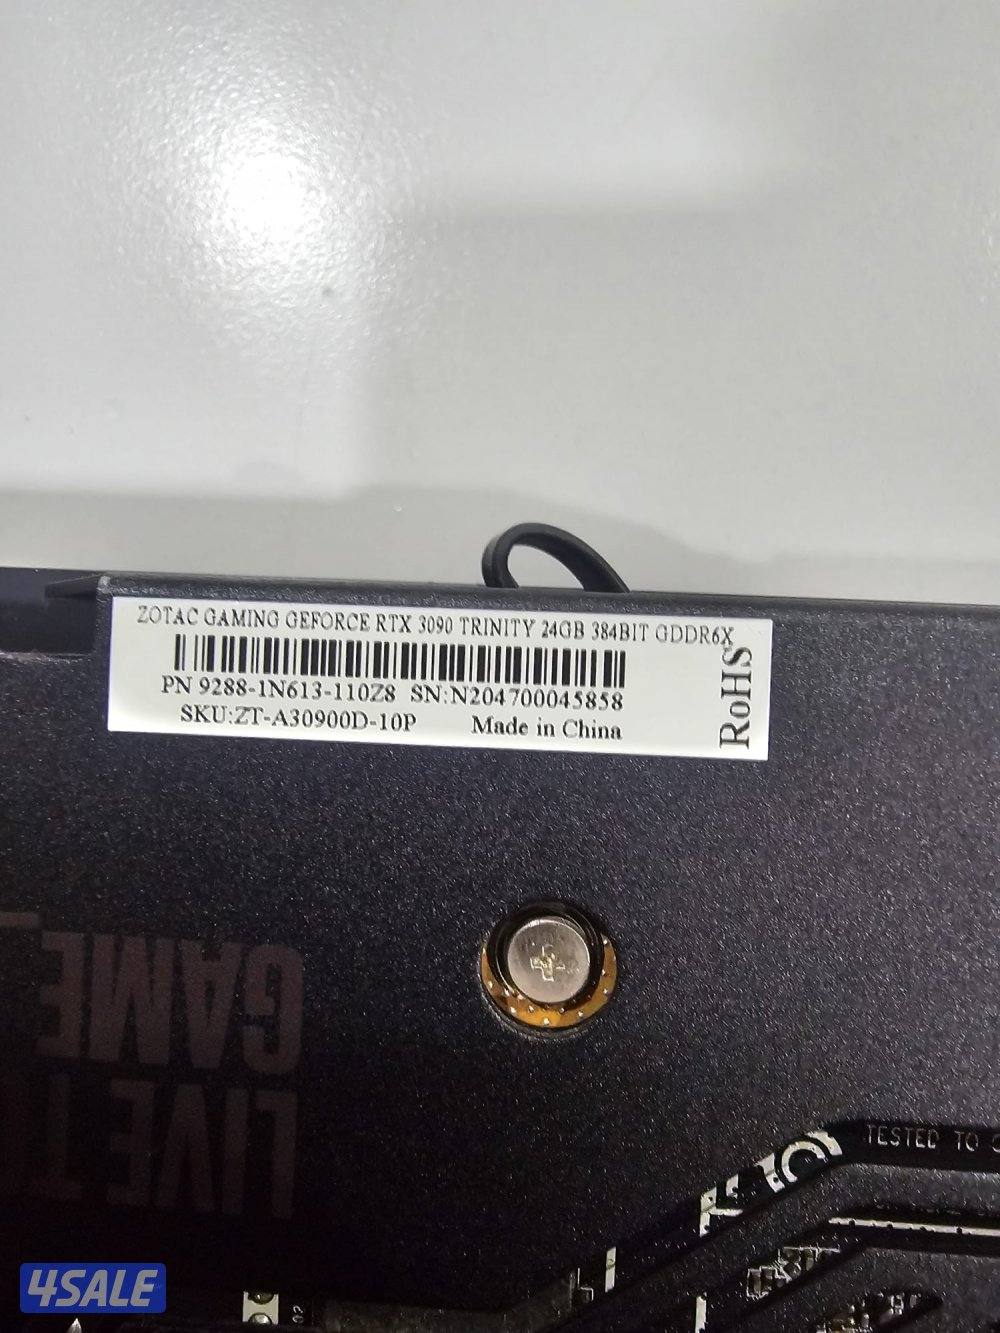 ZOTAC GAMING GEFORCE RTX 3090 TRINITY 24GB 384BIT GDDR6X
PN 9288-1N613-110Z8 SN:N204700045858
SKU:ZT-A30900D-10P Made in China
RoHS
LIVE T
GAME_
TESTED TO
4SALE